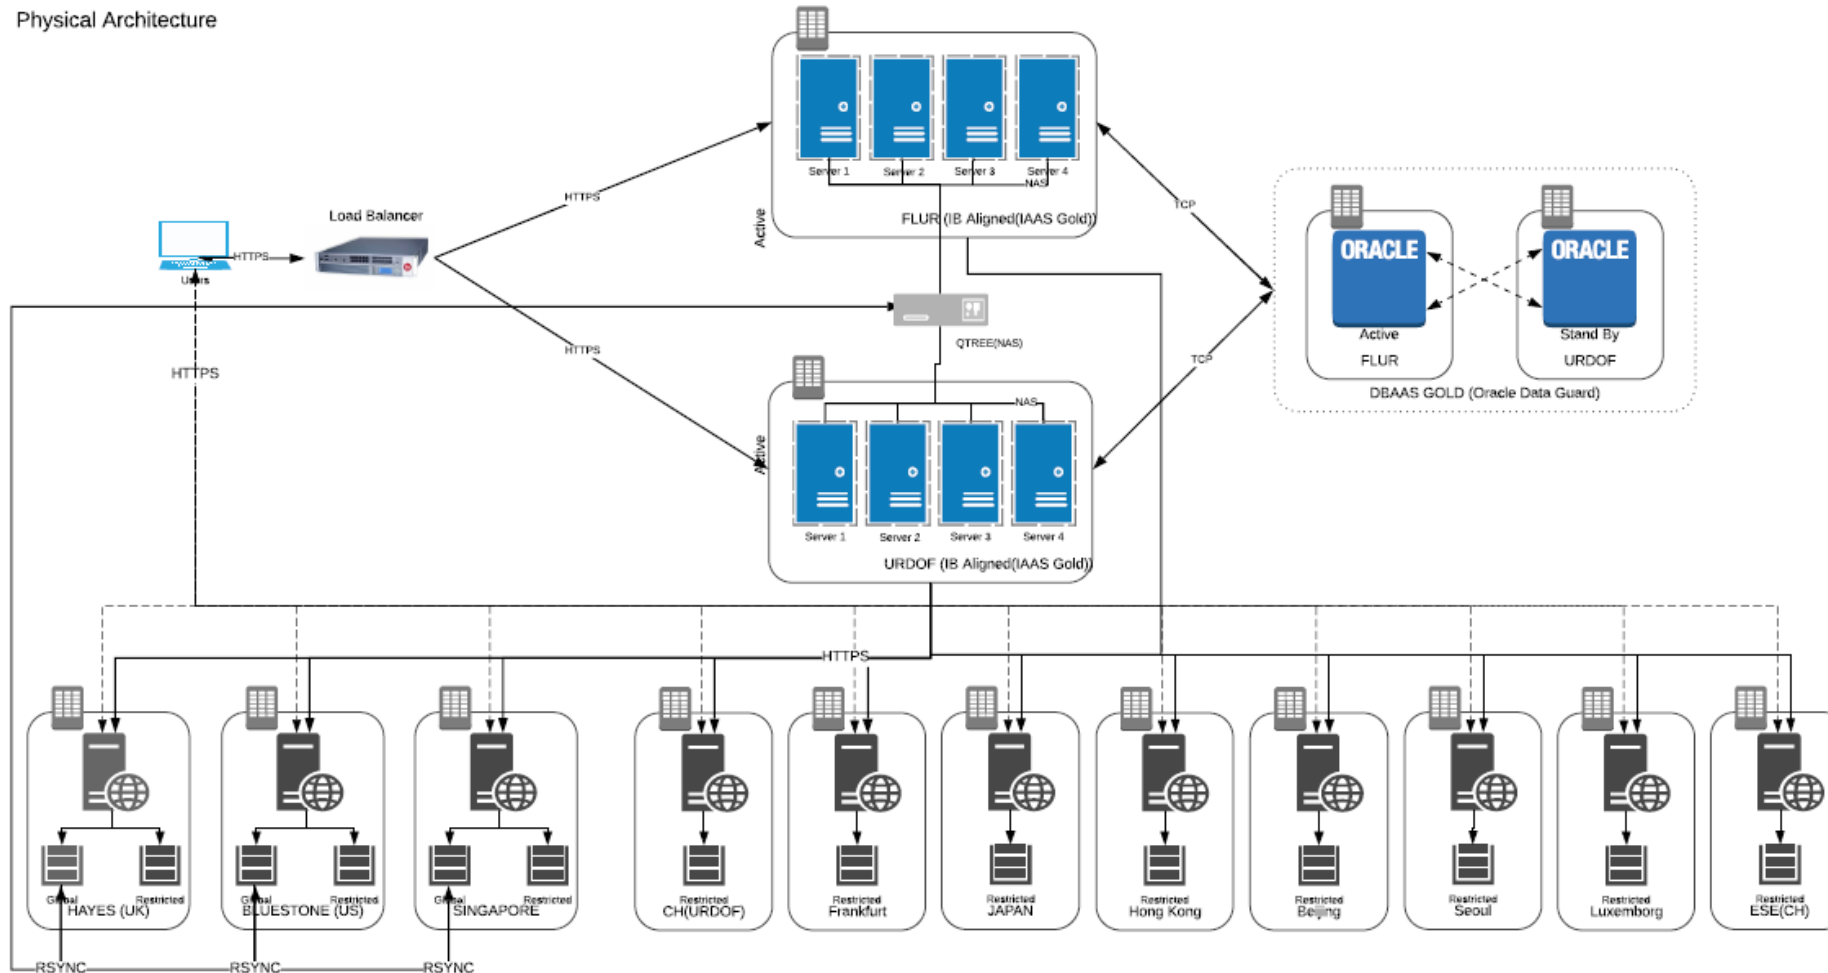 Physical Architecture
Server 1
Server 2
Server 3
Server 4
NAS
FLUR (IB Aligned(IAAS Gold))
Active
HTTPS
Load Balancer
HTTPS
Users
TCP
ORACLE
ORACLE
Active
Stand By
FLUR
URDOF
DBAAS GOLD (Oracle Data Guard)
HTTPS
QTREE(NAS)
TCP
HTTPS
NAS
Active
Server 1
Server 2
Server 3
Server 4
URDOF (IB Aligned(IAAS Gold))
HTTPS
Global
Restricted
HAYES (UK)
Global
Restricted
BLUESTONE (US)
Global
Restricted
SINGAPORE
Restricted
CH(URDOF)
Restricted
Frankfurt
Restricted
JAPAN
Restricted
Hong Kong
Restricted
Beijing
Restricted
Seoul
Restricted
Luxemborg
Restricted
ESE(CH)
RSYNC
RSYNC
RSYNC